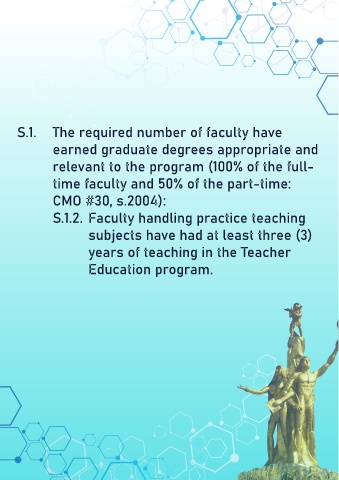 S.1. The required number of faculty have
earned graduate degrees appropriate and
relevant to the program (100% of the full-
time faculty and 50% of the part-time:
CMO #30, s.2004):
S.1.2. Faculty handling practice teaching
subjects have had at least three (3)
years of teaching in the Teacher
Education program.